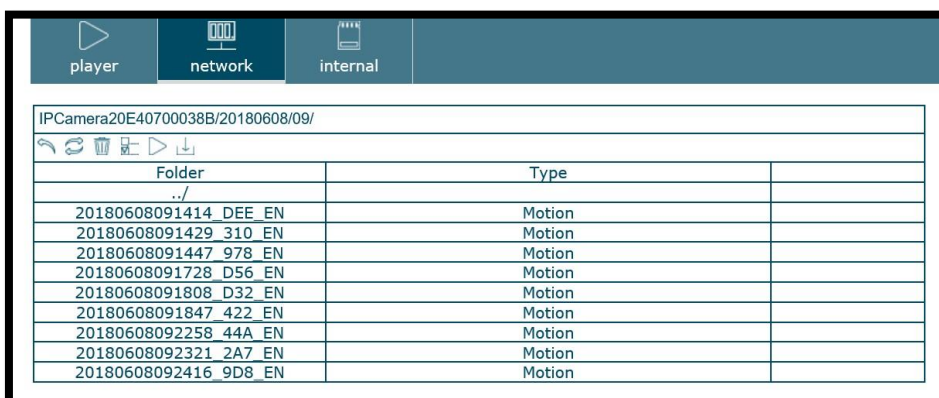 player network internal
IPCamera20E40700038B/20180608/09/
Folder Type
../
20180608091414_DEE_EN Motion
20180608091429_310_EN Motion
20180608091447_978_EN Motion
20180608091728_D56_EN Motion
20180608091808_D32_EN Motion
20180608091847_422_EN Motion
20180608092258_44A_EN Motion
20180608092321_2A7_EN Motion
20180608092416_9D8_EN Motion